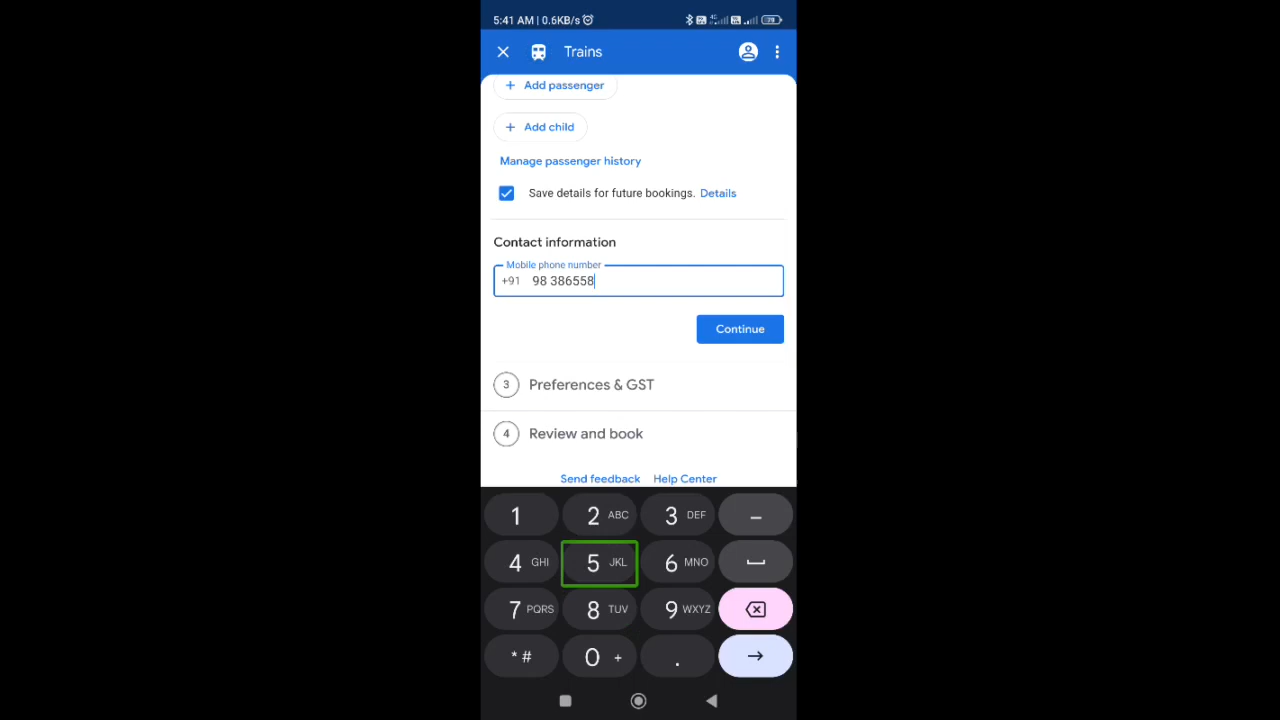 5:41 AM | 0.6KB/s
Trains
+ Add passenger
+ Add child
Manage passenger history
Save details for future bookings. Details
Contact information
Mobile phone number
+91 98 386558
Continue
3 Preferences & GST
4 Review and book
Send feedback Help Center
1 2 ABC 3 DEF –
4 GHI 5 JKL 6 MNO
7 PQRS 8 TUV 9 WXYZ
* # 0 + .